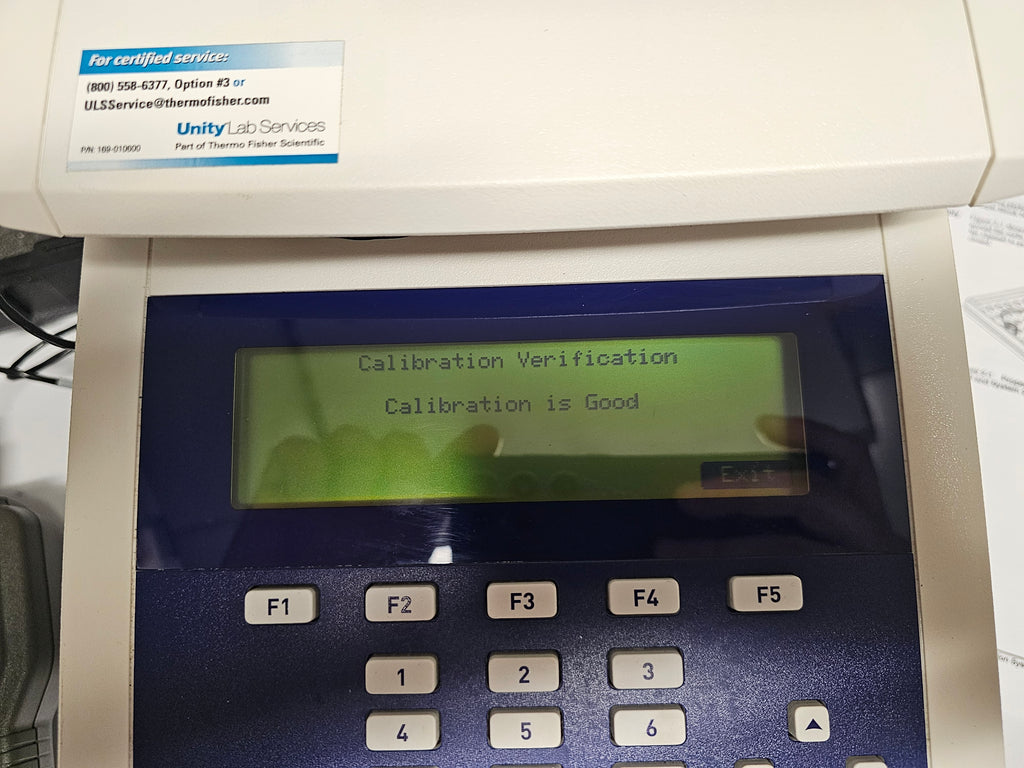 For certified service:
(800) 558-6377, Option #3 or
ULSService@thermofisher.com
Unity Lab Services
Part of Thermo Fisher Scientific
P/N: 169-010600
Calibration Verification
Calibration is Good
Exit
F1 F2 F3 F4 F5
1 2 3
4 5 6